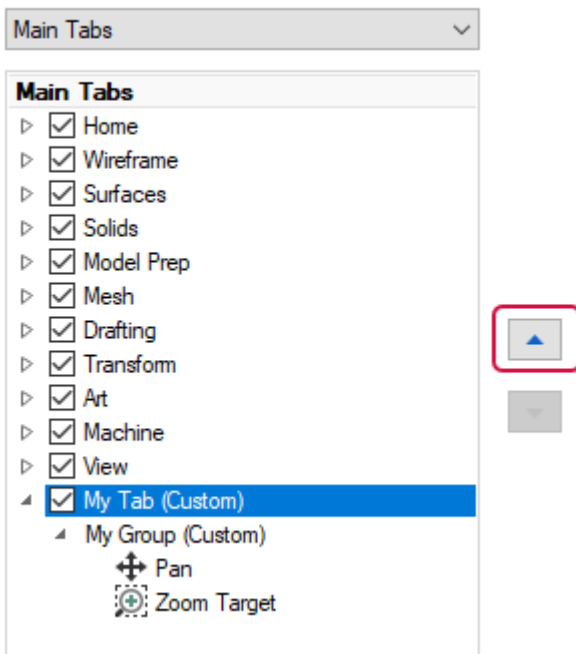 Main Tabs
Main Tabs
Home
Wireframe
Surfaces
Solids
Model Prep
Mesh
Drafting
Transform
Art
Machine
View
My Tab (Custom)
My Group (Custom)
Pan
Zoom Target